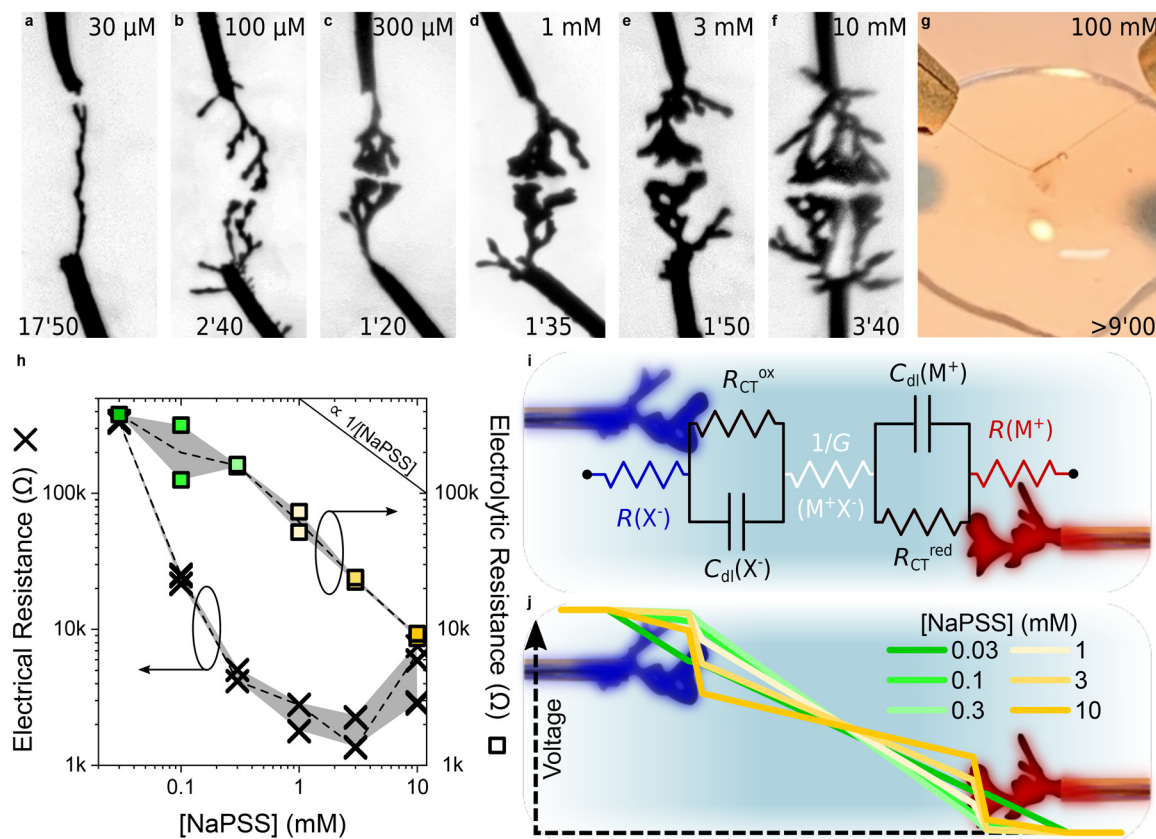 a 30 µM
b 100 µM
c 300 µM
d 1 mM
e 3 mM
f 10 mM
g 100 mM
17'50
2'40
1'20
1'35
1'50
3'40
>9'00
h
∝ 1/[NaPSS]
Electrical Resistance (Ω)
100k
10k
1k
0.1
1
10
[NaPSS] (mM)
100k
10k
1k
Electrolytic Resistance (Ω)
i
R_CT^ox
C_dl(M⁺)
R(X⁻)
1/G
(M⁺X⁻)
R(M⁺)
C_dl(X⁻)
R_CT^red
j
Voltage
[NaPSS] (mM)
0.03 1
0.1 3
0.3 10